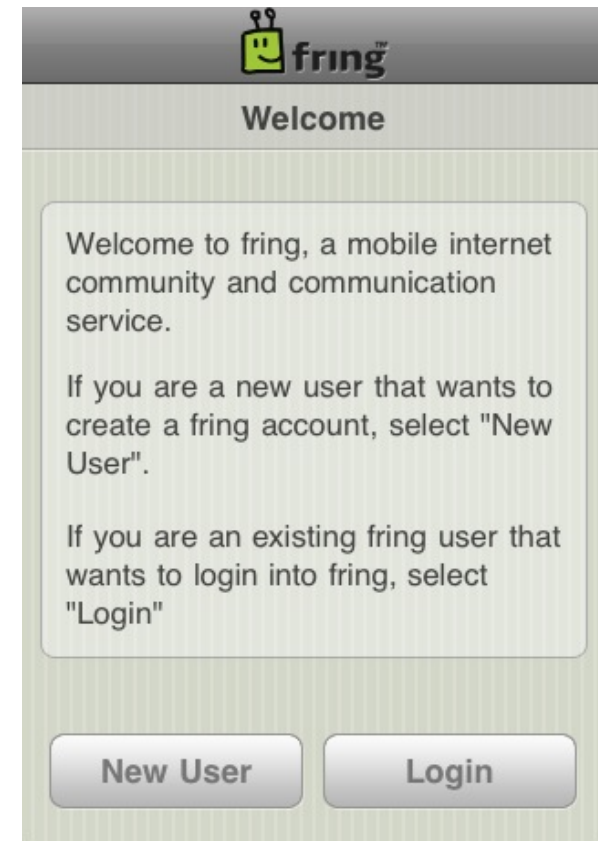 fring™
Welcome
Welcome to fring, a mobile internet
community and communication
service.
If you are a new user that wants to
create a fring account, select "New
User".
If you are an existing fring user that
wants to login into fring, select
"Login"
New User
Login